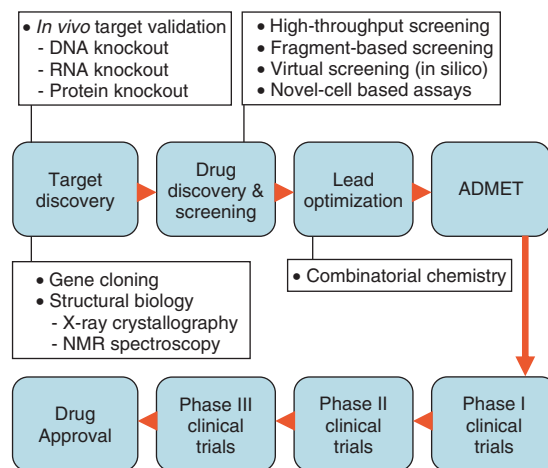 • In vivo target validation
- DNA knockout
- RNA knockout
- Protein knockout
• High-throughput screening
• Fragment-based screening
• Virtual screening (in silico)
• Novel-cell based assays
Target
discovery
Drug
discovery &
screening
Lead
optimization
ADMET
• Gene cloning
• Structural biology
- X-ray crystallography
- NMR spectroscopy
• Combinatorial chemistry
Drug
Approval
Phase III
clinical
trials
Phase II
clinical
trials
Phase I
clinical
trials